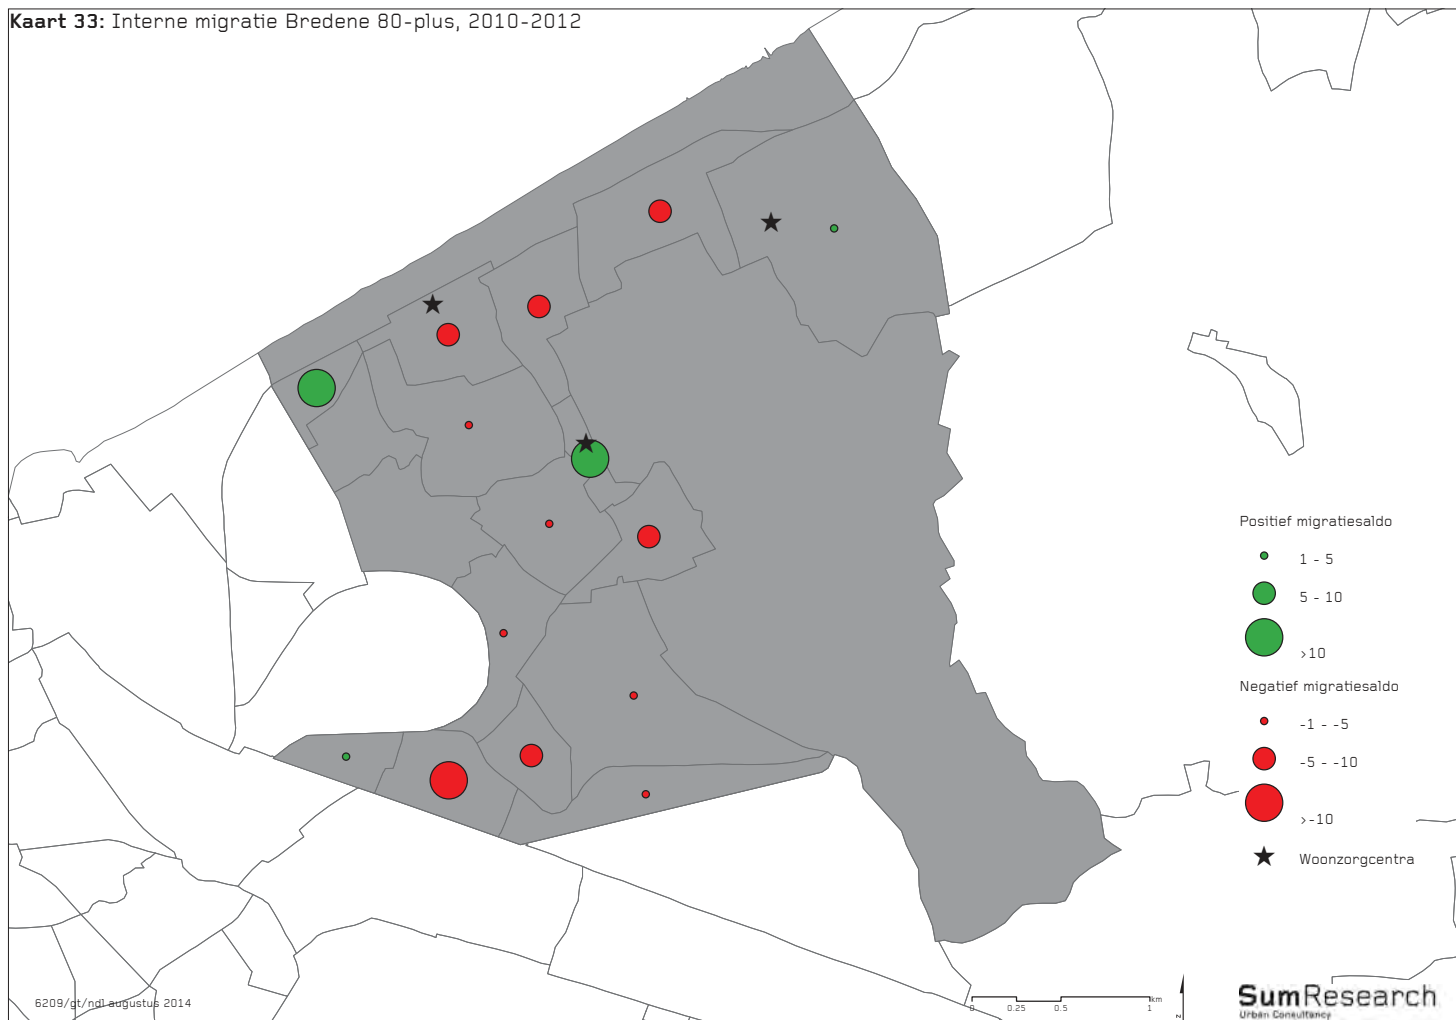 Kaart 33: Interne migratie Bredene 80-plus, 2010-2012
Positief migratiesaldo
1 - 5
5 - 10
>10
Negatief migratiesaldo
-1 - -5
-5 - -10
>-10
Woonzorgcentra
6209/gt/ndl augustus 2014
0 0.25 0.5 1 km
z
SumResearch
Urban Consultancy